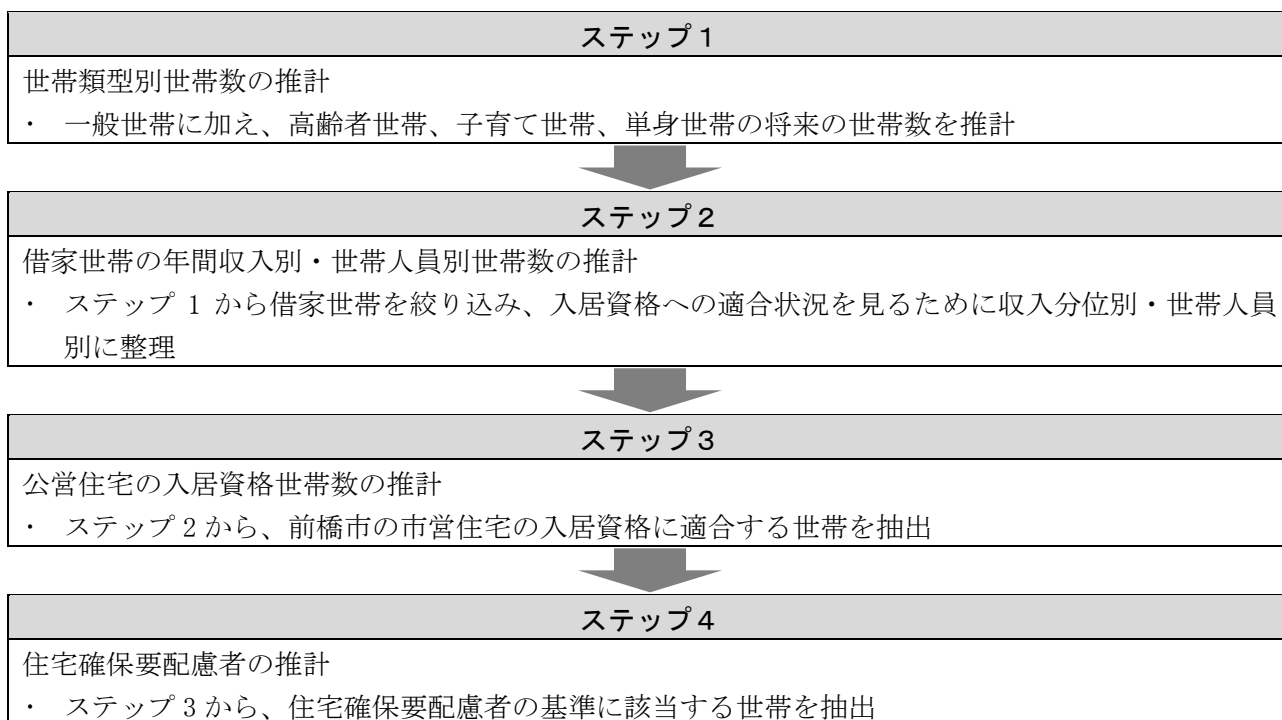 ステップ1
世帯類型別世帯数の推計
・ 一般世帯に加え、高齢者世帯、子育て世帯、単身世帯の将来の世帯数を推計
ステップ2
借家世帯の年間収入別・世帯人員別世帯数の推計
・ ステップ 1 から借家世帯を絞り込み、入居資格への適合状況を見るために収入分位別・世帯人員
別に整理
ステップ3
公営住宅の入居資格世帯数の推計
・ ステップ 2 から、前橋市の市営住宅の入居資格に適合する世帯を抽出
ステップ4
住宅確保要配慮者の推計
・ ステップ 3 から、住宅確保要配慮者の基準に該当する世帯を抽出